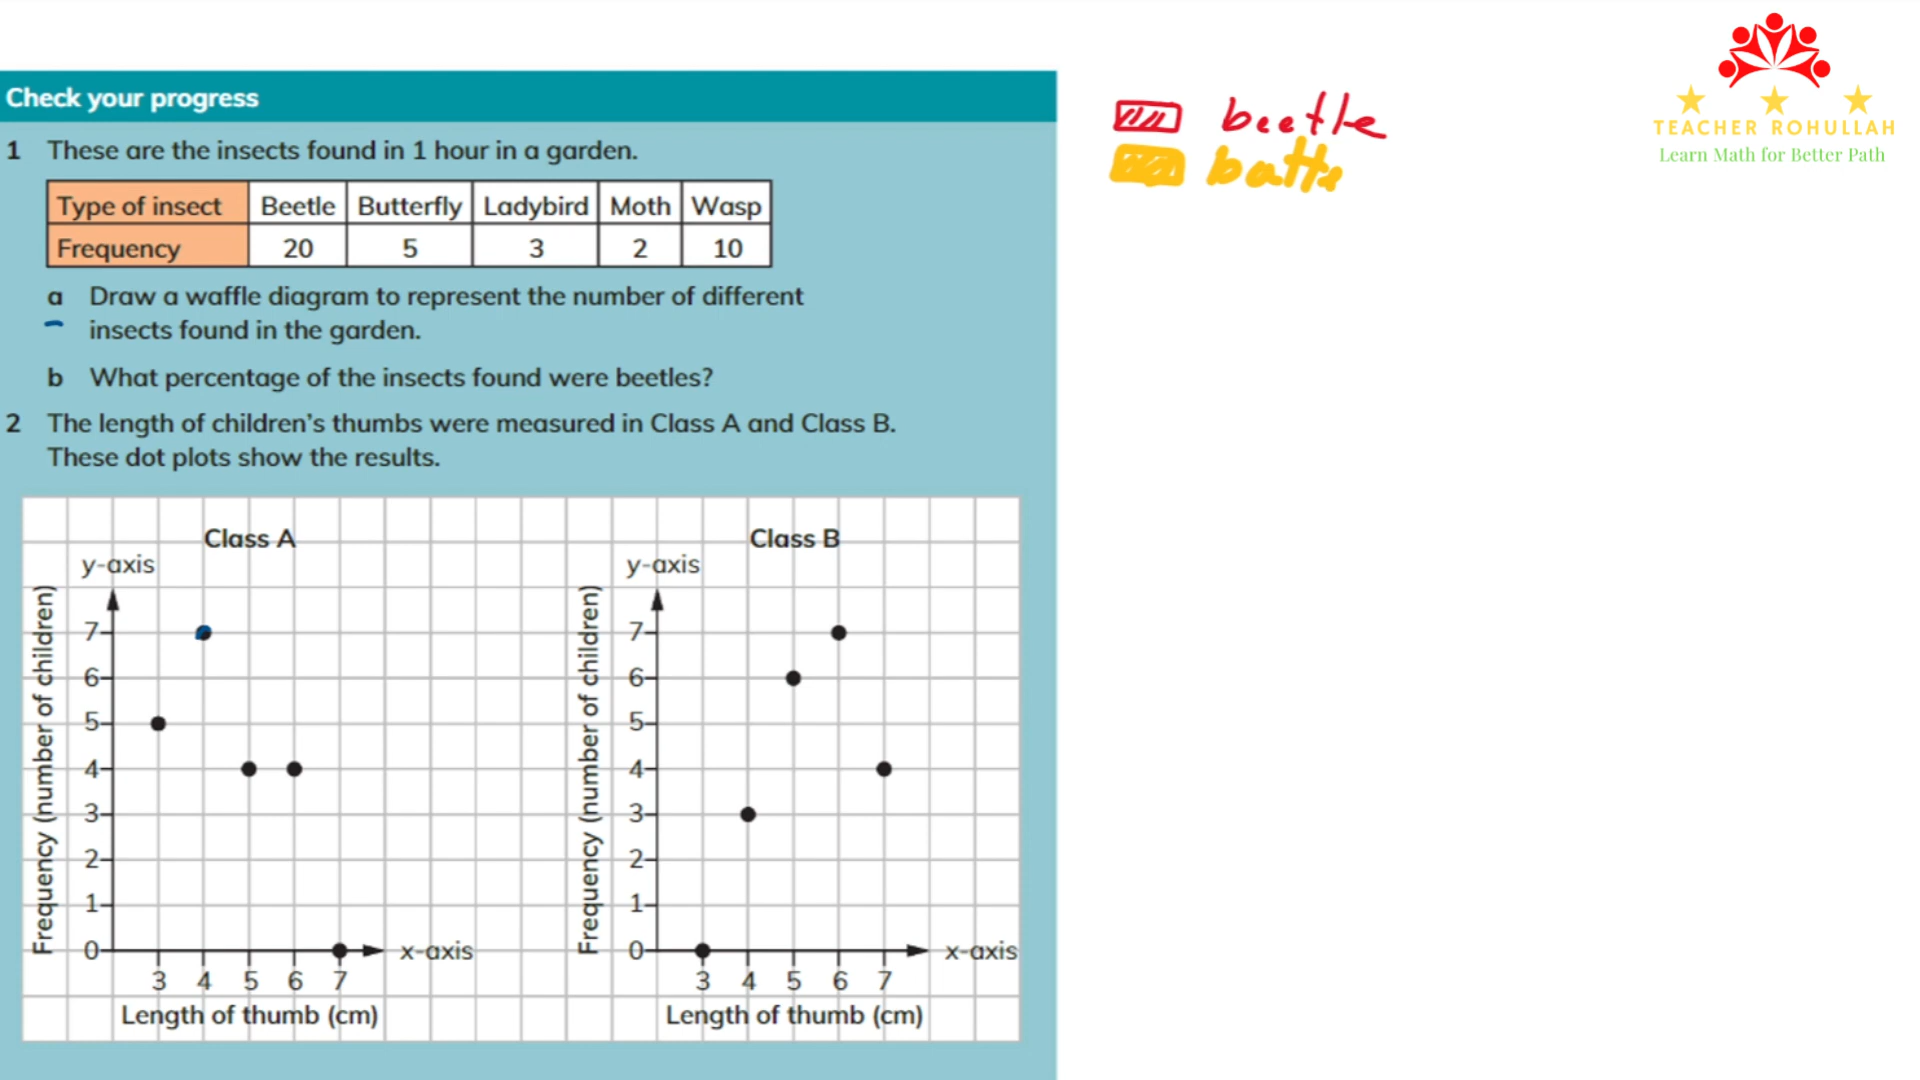 Check your progress
1 These are the insects found in 1 hour in a garden.
Type of insect Beetle Butterfly Ladybird Moth Wasp
Frequency 20 5 3 2 10
a Draw a waffle diagram to represent the number of different
insects found in the garden.
b What percentage of the insects found were beetles?
2 The length of children's thumbs were measured in Class A and Class B.
These dot plots show the results.
Class A
y-axis
Frequency (number of children)
7
6
5
4
3
2
1
0
x-axis
3 4 5 6 7
Length of thumb (cm)
Class B
y-axis
Frequency (number of children)
7
6
5
4
3
2
1
0
x-axis
3 4 5 6 7
Length of thumb (cm)
beetle
TEACHER ROHULLAH
Learn Math for Better Path